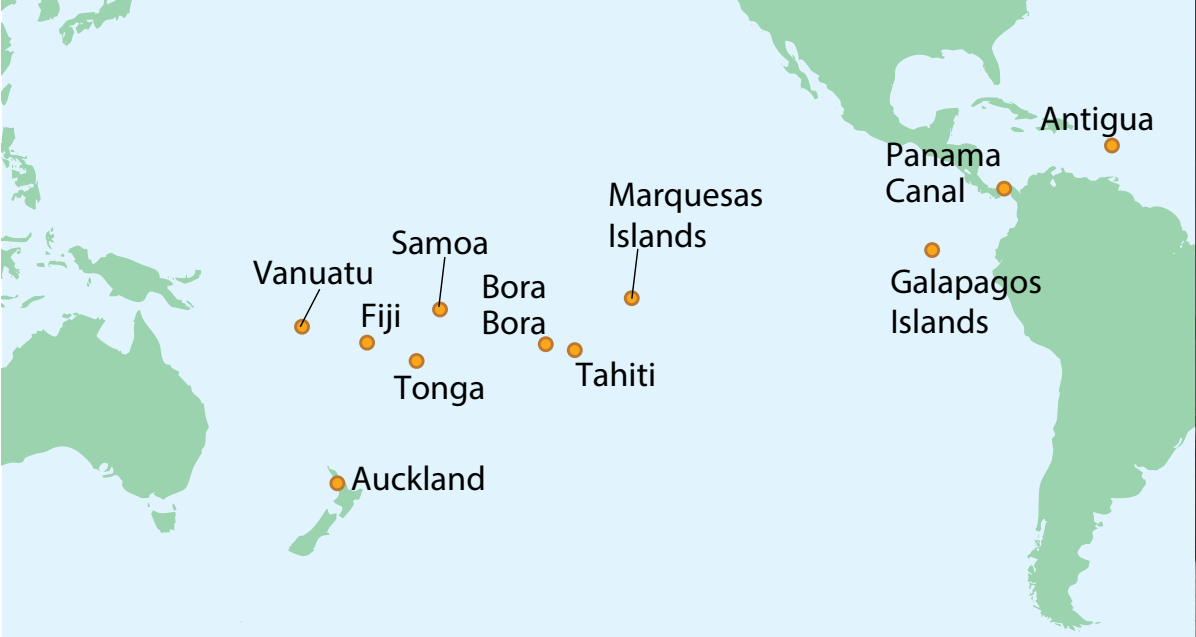 Antigua
Panama
Canal
Marquesas
Islands
Samoa
Vanuatu
Bora
Bora
Fiji
Galapagos
Islands
Tahiti
Tonga
Auckland